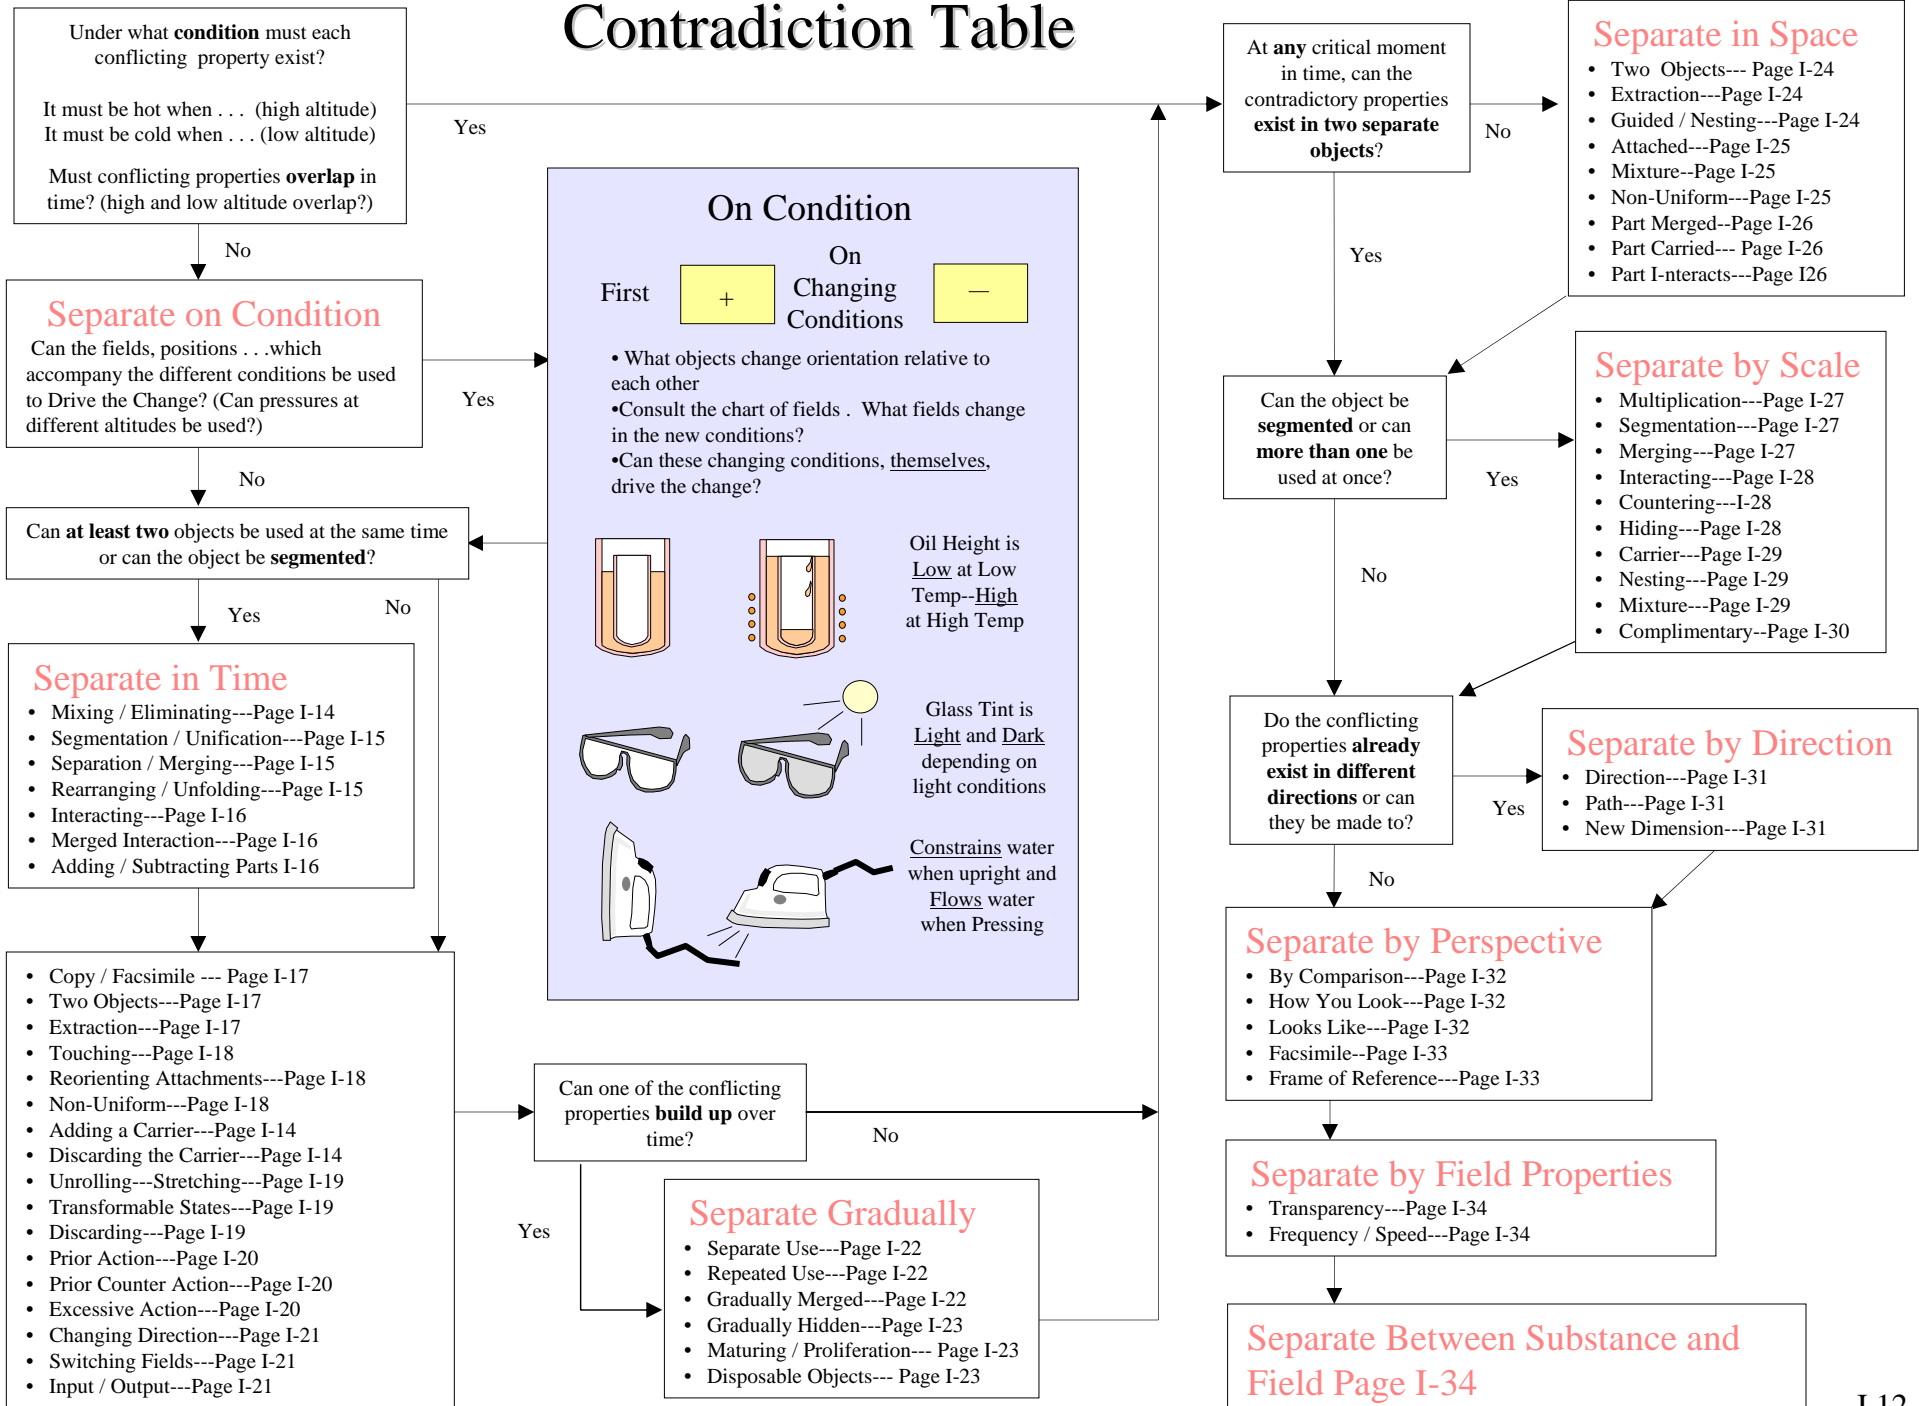 Contradiction Table
Under what condition must each
conflicting property exist?
It must be hot when . . . (high altitude)
It must be cold when . . . (low altitude)
Must conflicting properties overlap in
time? (high and low altitude overlap?)
Yes
No
Separate on Condition
Can the fields, positions . . .which
accompany the different conditions be used
to Drive the Change? (Can pressures at
different altitudes be used?)
Yes
No
Can at least two objects be used at the same time
or can the object be segmented?
Yes
No
Separate in Time
• Mixing / Eliminating---Page I-14
• Segmentation / Unification---Page I-15
• Separation / Merging---Page I-15
• Rearranging / Unfolding---Page I-15
• Interacting---Page I-16
• Merged Interaction---Page I-16
• Adding / Subtracting Parts I-16
• Copy / Facsimile --- Page I-17
• Two Objects---Page I-17
• Extraction---Page I-17
• Touching---Page I-18
• Reorienting Attachments---Page I-18
• Non-Uniform---Page I-18
• Adding a Carrier---Page I-14
• Discarding the Carrier---Page I-14
• Unrolling---Stretching---Page I-19
• Transformable States---Page I-19
• Discarding---Page I-19
• Prior Action---Page I-20
• Prior Counter Action---Page I-20
• Excessive Action---Page I-20
• Changing Direction---Page I-21
• Switching Fields---Page I-21
• Input / Output---Page I-21
On Condition
First
+
On
Changing
Conditions
—
• What objects change orientation relative to
each other
•Consult the chart of fields . What fields change
in the new conditions?
•Can these changing conditions, themselves,
drive the change?
Oil Height is
Low at Low
Temp--High
at High Temp
Glass Tint is
Light and Dark
depending on
light conditions
Constrains water
when upright and
Flows water
when Pressing
Can one of the conflicting
properties build up over
time?
No
Yes
Separate Gradually
• Separate Use---Page I-22
• Repeated Use---Page I-22
• Gradually Merged---Page I-22
• Gradually Hidden---Page I-23
• Maturing / Proliferation--- Page I-23
• Disposable Objects--- Page I-23
At any critical moment
in time, can the
contradictory properties
exist in two separate
objects?
No
Yes
Separate in Space
• Two Objects--- Page I-24
• Extraction---Page I-24
• Guided / Nesting---Page I-24
• Attached---Page I-25
• Mixture--Page I-25
• Non-Uniform---Page I-25
• Part Merged--Page I-26
• Part Carried--- Page I-26
• Part I-nteracts---Page I26
Can the object be
segmented or can
more than one be
used at once?
Yes
No
Separate by Scale
• Multiplication---Page I-27
• Segmentation---Page I-27
• Merging---Page I-27
• Interacting---Page I-28
• Countering---I-28
• Hiding---Page I-28
• Carrier---Page I-29
• Nesting---Page I-29
• Mixture---Page I-29
• Complimentary--Page I-30
Do the conflicting
properties already
exist in different
directions or can
they be made to?
Yes
No
Separate by Direction
• Direction---Page I-31
• Path---Page I-31
• New Dimension---Page I-31
Separate by Perspective
• By Comparison---Page I-32
• How You Look---Page I-32
• Looks Like---Page I-32
• Facsimile--Page I-33
• Frame of Reference---Page I-33
Separate by Field Properties
• Transparency---Page I-34
• Frequency / Speed---Page I-34
Separate Between Substance and
Field Page I-34
I-12